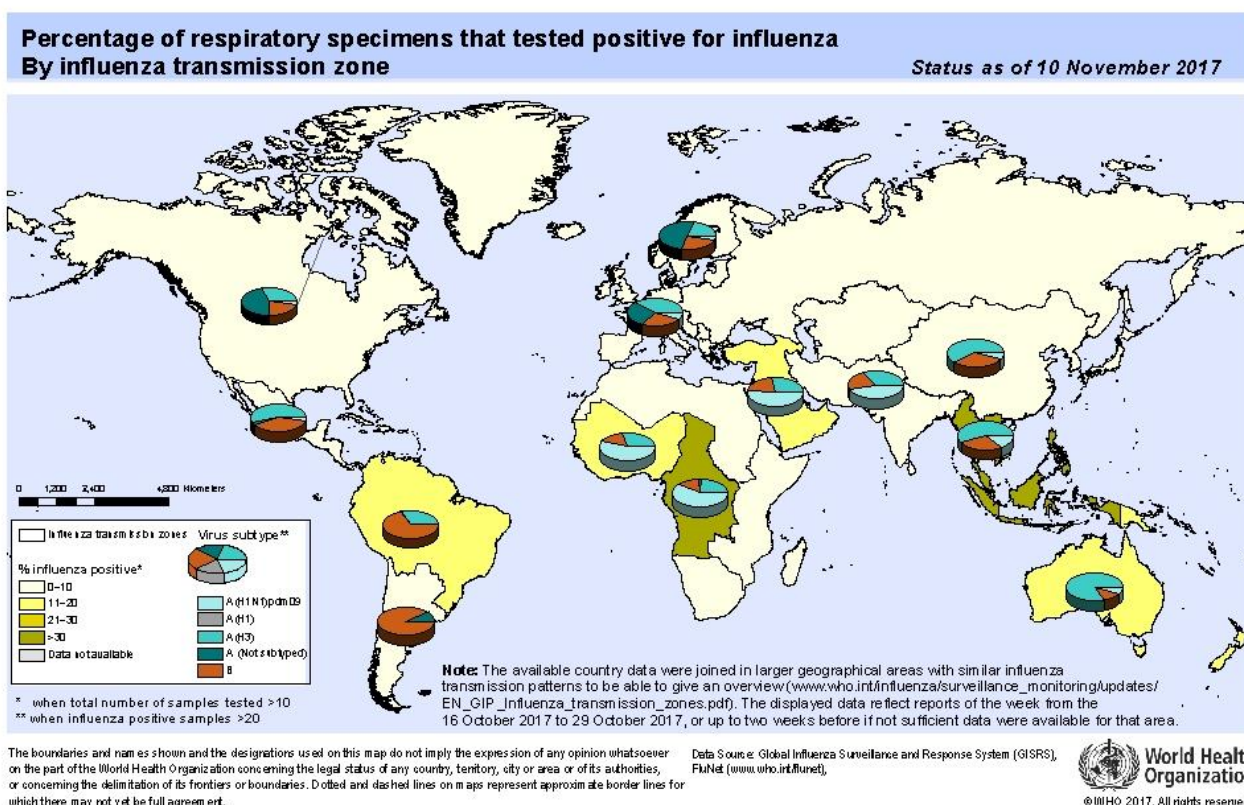 Percentage of respiratory specimens that tested positive for influenza
By influenza transmission zone
Status as of 10 November 2017
0 1,200 2,400 4,800 Kilometers
Influenza transmission zones
% influenza positive*
0-10
11-20
21-30
>30
Data not available
Virus subtype**
A(H1N1)pdm09
A(H1)
A(H3)
A (Not subtyped)
B
* when total number of samples tested >10
** when influenza positive samples >20
Note: The available country data were joined in larger geographical areas with similar influenza
transmission patterns to be able to give an overview (www.who.int/influenza/surveillance_monitoring/updates/
EN_GIP_Influenza_transmission_zones.pdf). The displayed data reflect reports of the week from the
16 October 2017 to 29 October 2017, or up to two weeks before if not sufficient data were available for that area.
The boundaries and names shown and the designations used on this map do not imply the expression of any opinion whatsoever
on the part of the World Health Organization concerning the legal status of any country, territory, city or area or of its authorities,
or concerning the delimitation of its frontiers or boundaries. Dotted and dashed lines on maps represent approximate border lines for
which there may not yet be full agreement.
Data Source: Global Influenza Surveillance and Response System (GISRS),
FluNet (www.who.int/flunet),
World Healt
Organizatio
©WHO 2017. All rights reserve